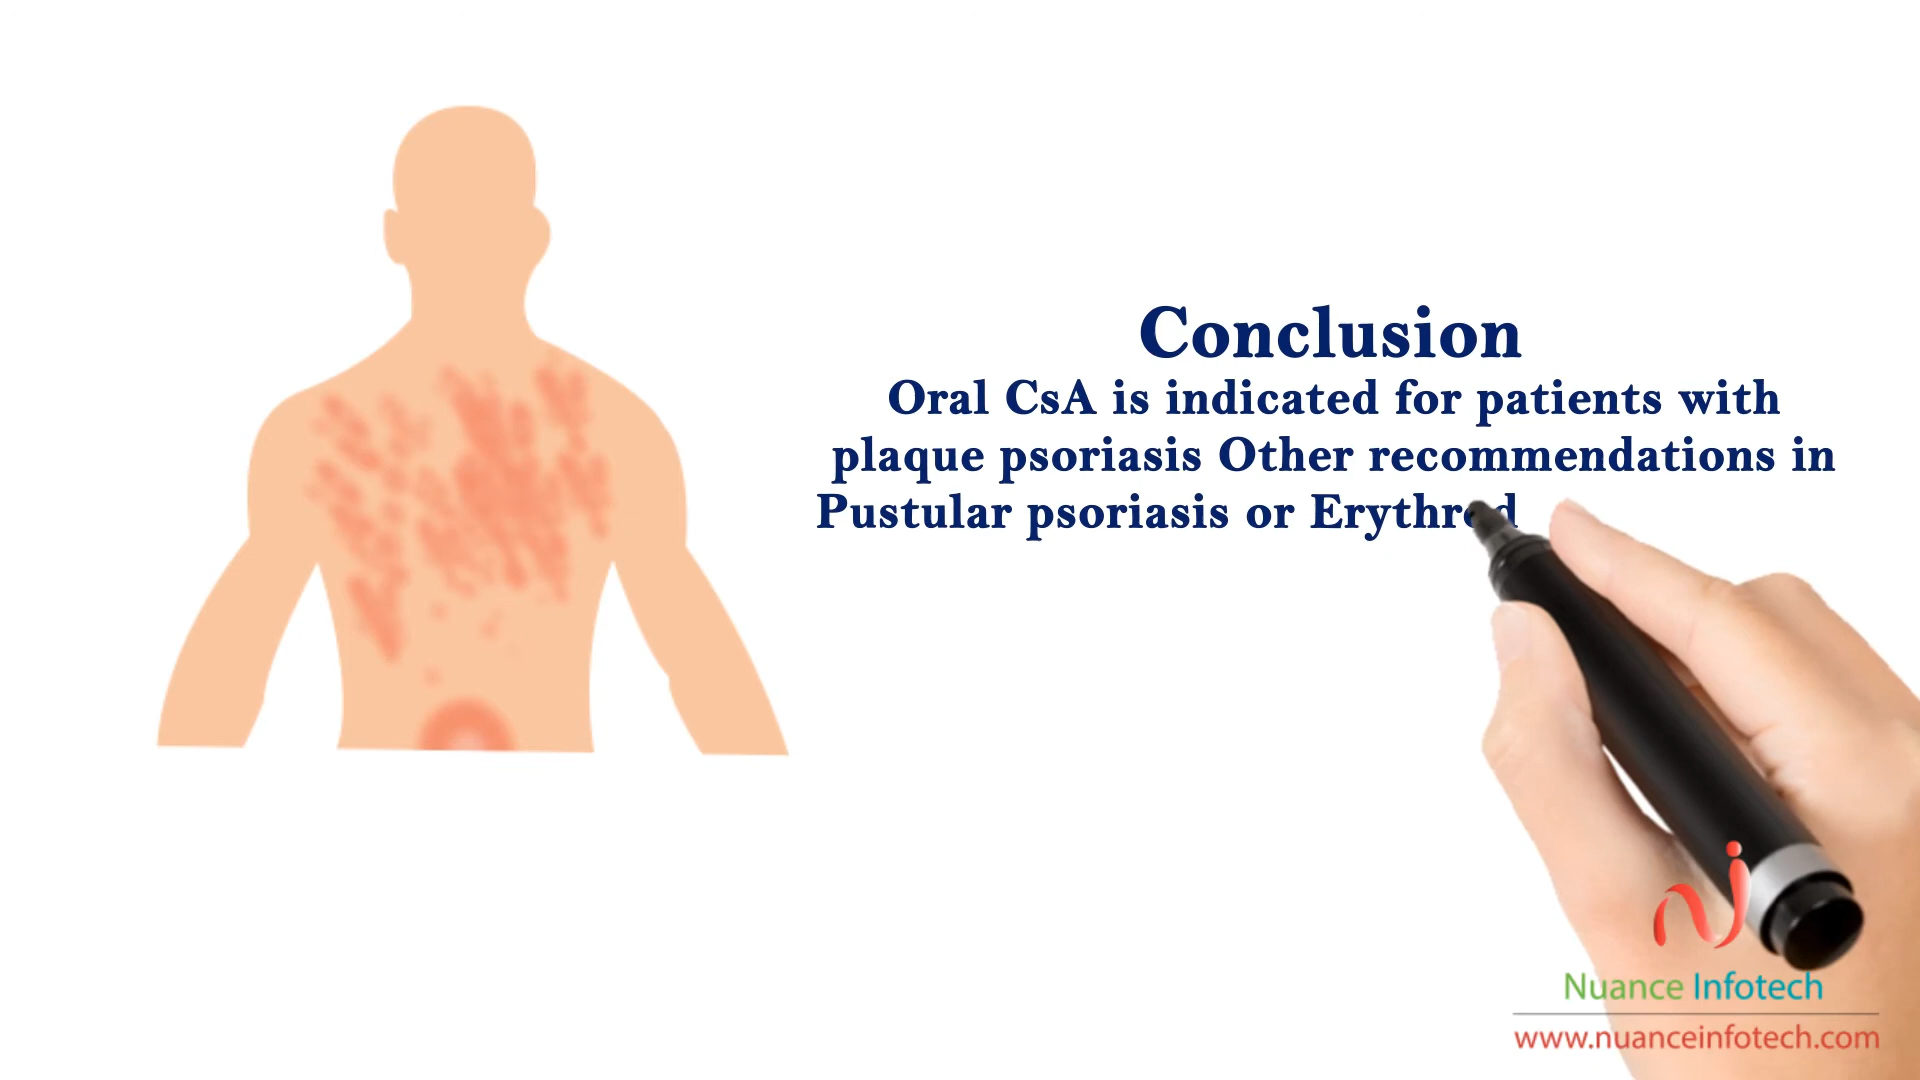 Conclusion
Oral CsA is indicated for patients with
plaque psoriasis Other recommendations in
Pustular psoriasis or Erythrod
Nuance Infotech
www.nuanceinfotech.com